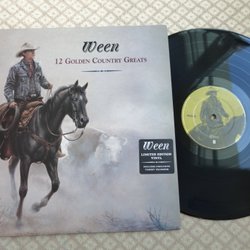 Ween
12 Golden Country Greats
Ween
LIMITED EDITION
VINYL